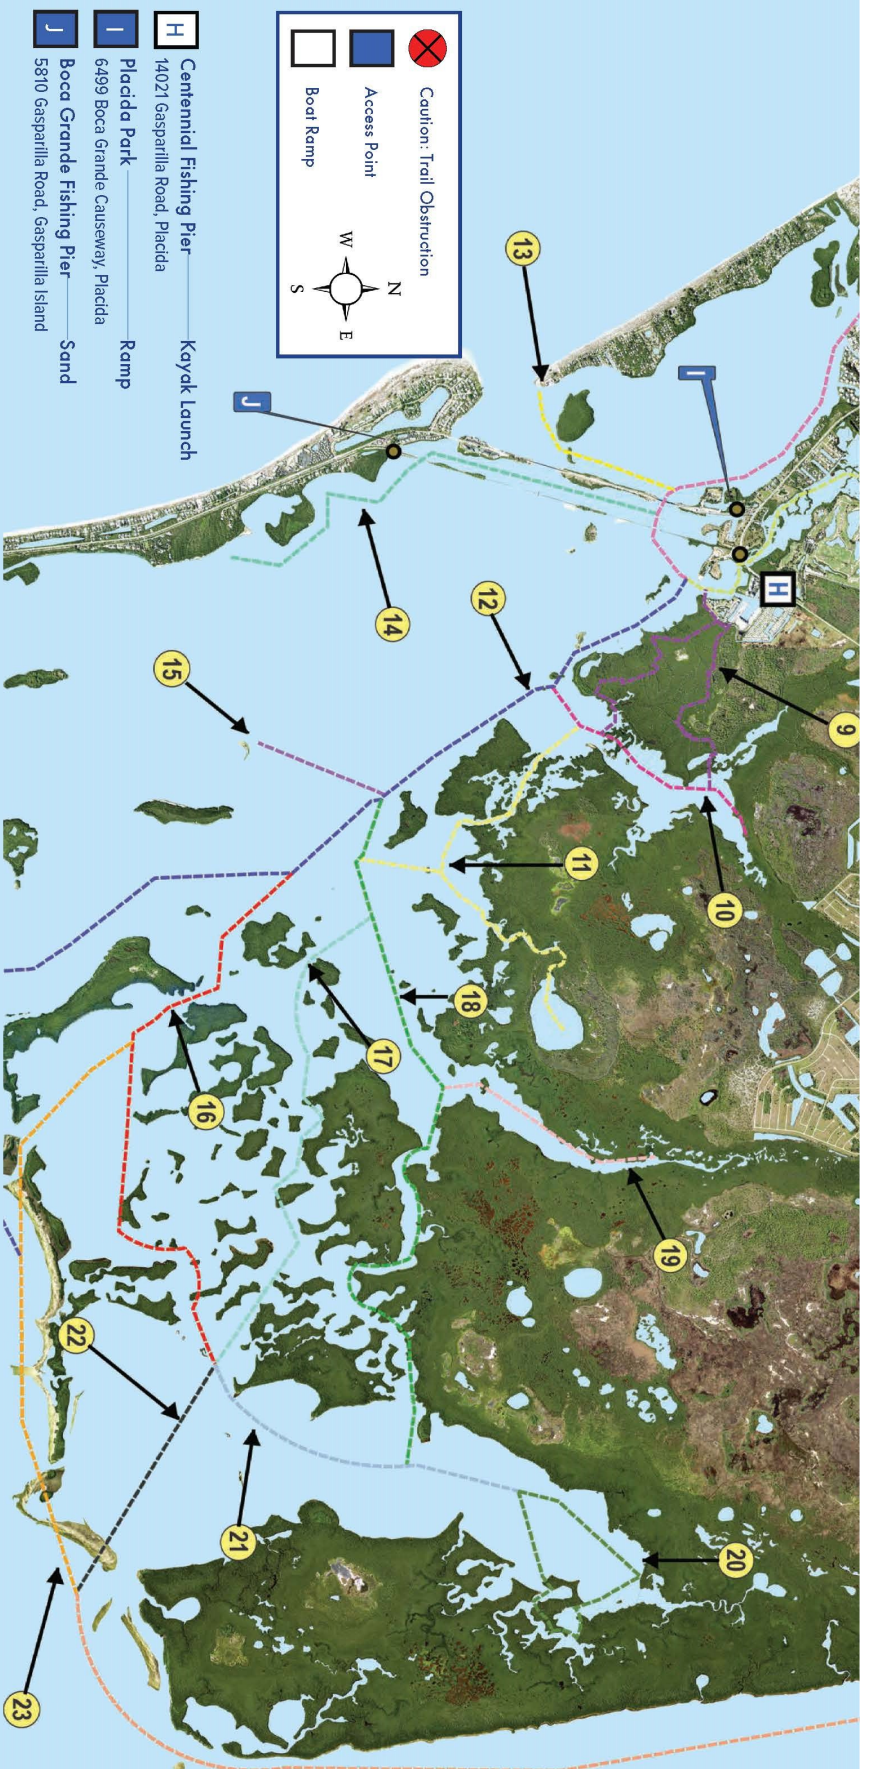 H
Centennial Fishing Pier Kayak Launch
14021 Gasparilla Road, Placida
I
Placida Park Ramp
6499 Boca Grande Causeway, Placida
J
Boca Grande Fishing Pier Sand
5810 Gasparilla Road, Gasparilla Island
Caution: Trail Obstruction
Access Point
Boat Ramp
N
W
E
S
13
I
J
H
9
12
14
15
10
11
18
17
16
19
22
21
20
23